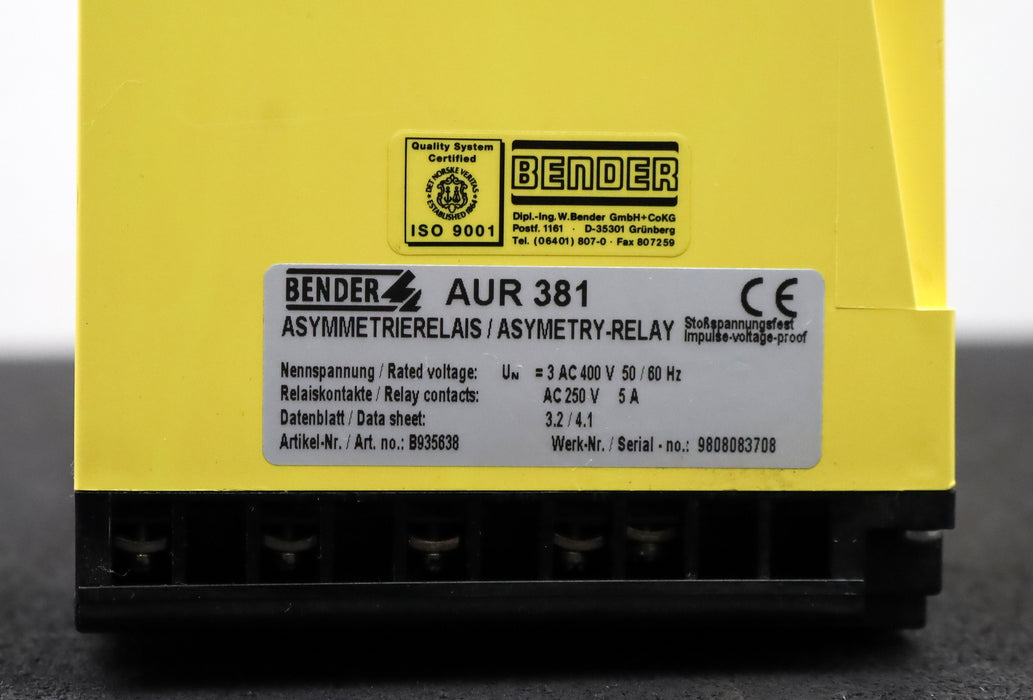 Quality System
Certified
DET NORSKE VERITAS
ESTABLISHED 1864
ISO 9001
BENDER
Dipl.-Ing.W.Bender GmbH+CoKG
Postf. 1161 · D-35301 Grünberg
Tel. (06401) 807-0 · Fax 807259
BENDER AUR 381 CE
ASYMMETRIERELAIS / ASYMETRY-RELAY
Stoßspannungsfest
Impulse-voltage-proof
Nennspannung / Rated voltage: UN = 3 AC 400 V 50 / 60 Hz
Relaiskontakte / Relay contacts: AC 250 V 5 A
Datenblatt / Data sheet: 3.2 / 4.1
Artikel-Nr. / Art. no.: B935638 Werk-Nr. / Serial - no.: 9808083708